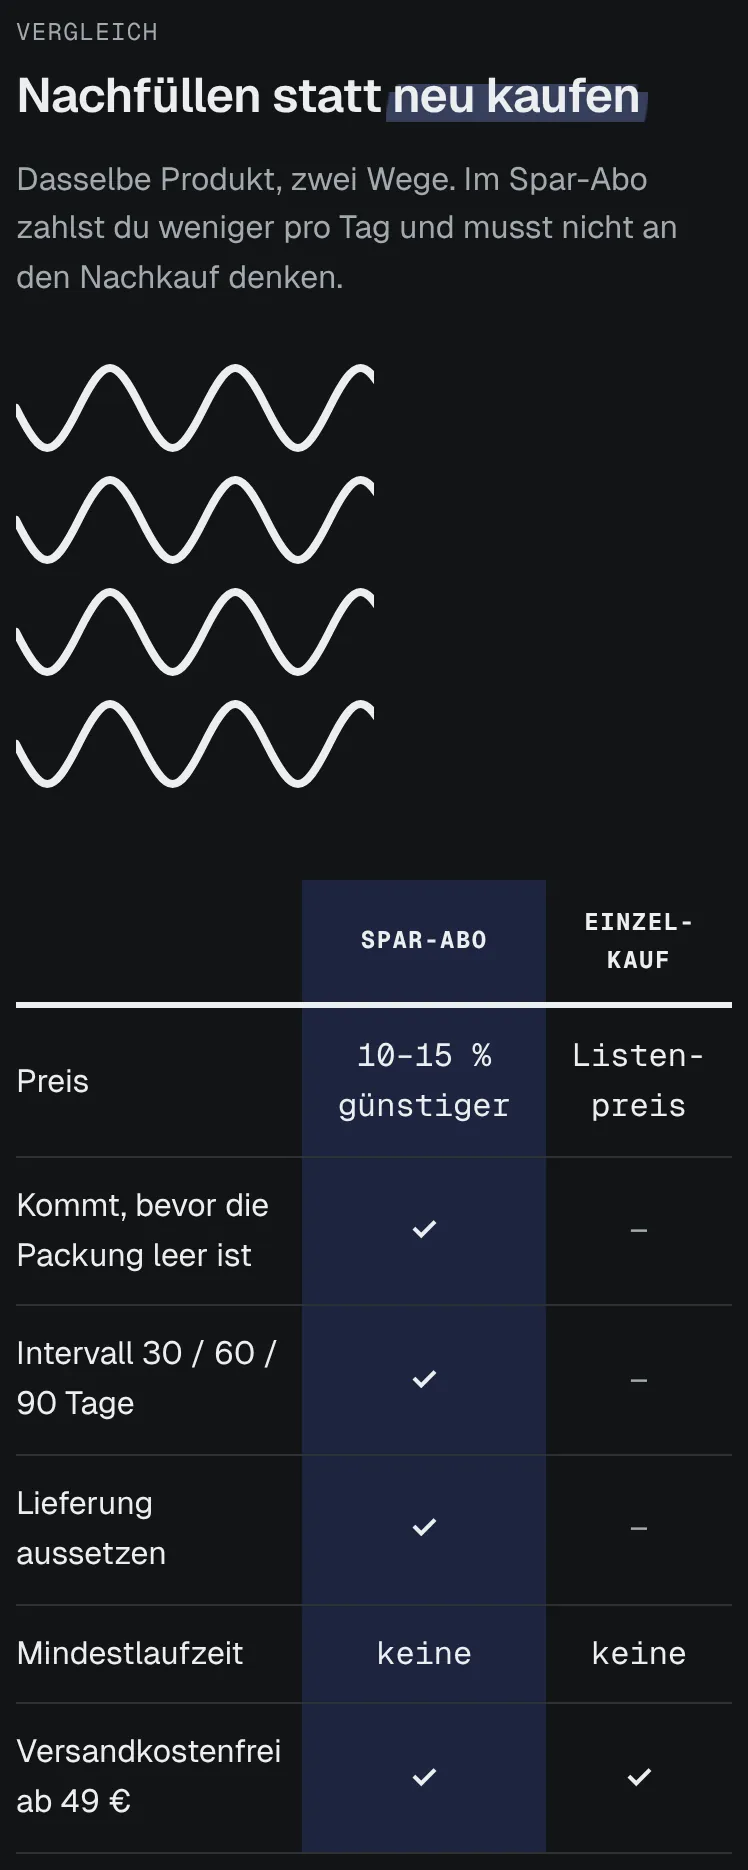 VERGLEICH
Nachfüllen statt neu kaufen
Dasselbe Produkt, zwei Wege. Im Spar-Abo
zahlst du weniger pro Tag und musst nicht an
den Nachkauf denken.
SPAR-ABO
EINZEL-
KAUF
Preis
10–15 %
günstiger
Listen-
preis
Kommt, bevor die
Packung leer ist
✓
–
Intervall 30 / 60 /
90 Tage
✓
–
Lieferung
aussetzen
✓
–
Mindestlaufzeit
keine
keine
Versandkostenfrei
ab 49 €
✓
✓